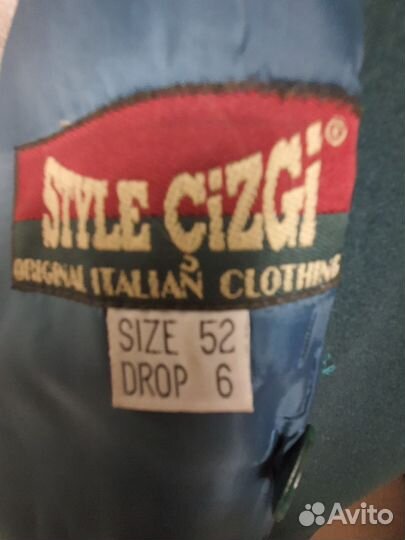 STYLE ÇiZGi ®
ORIGINAL ITALIAN CLOTHING
SIZE 52
DROP 6
Avito